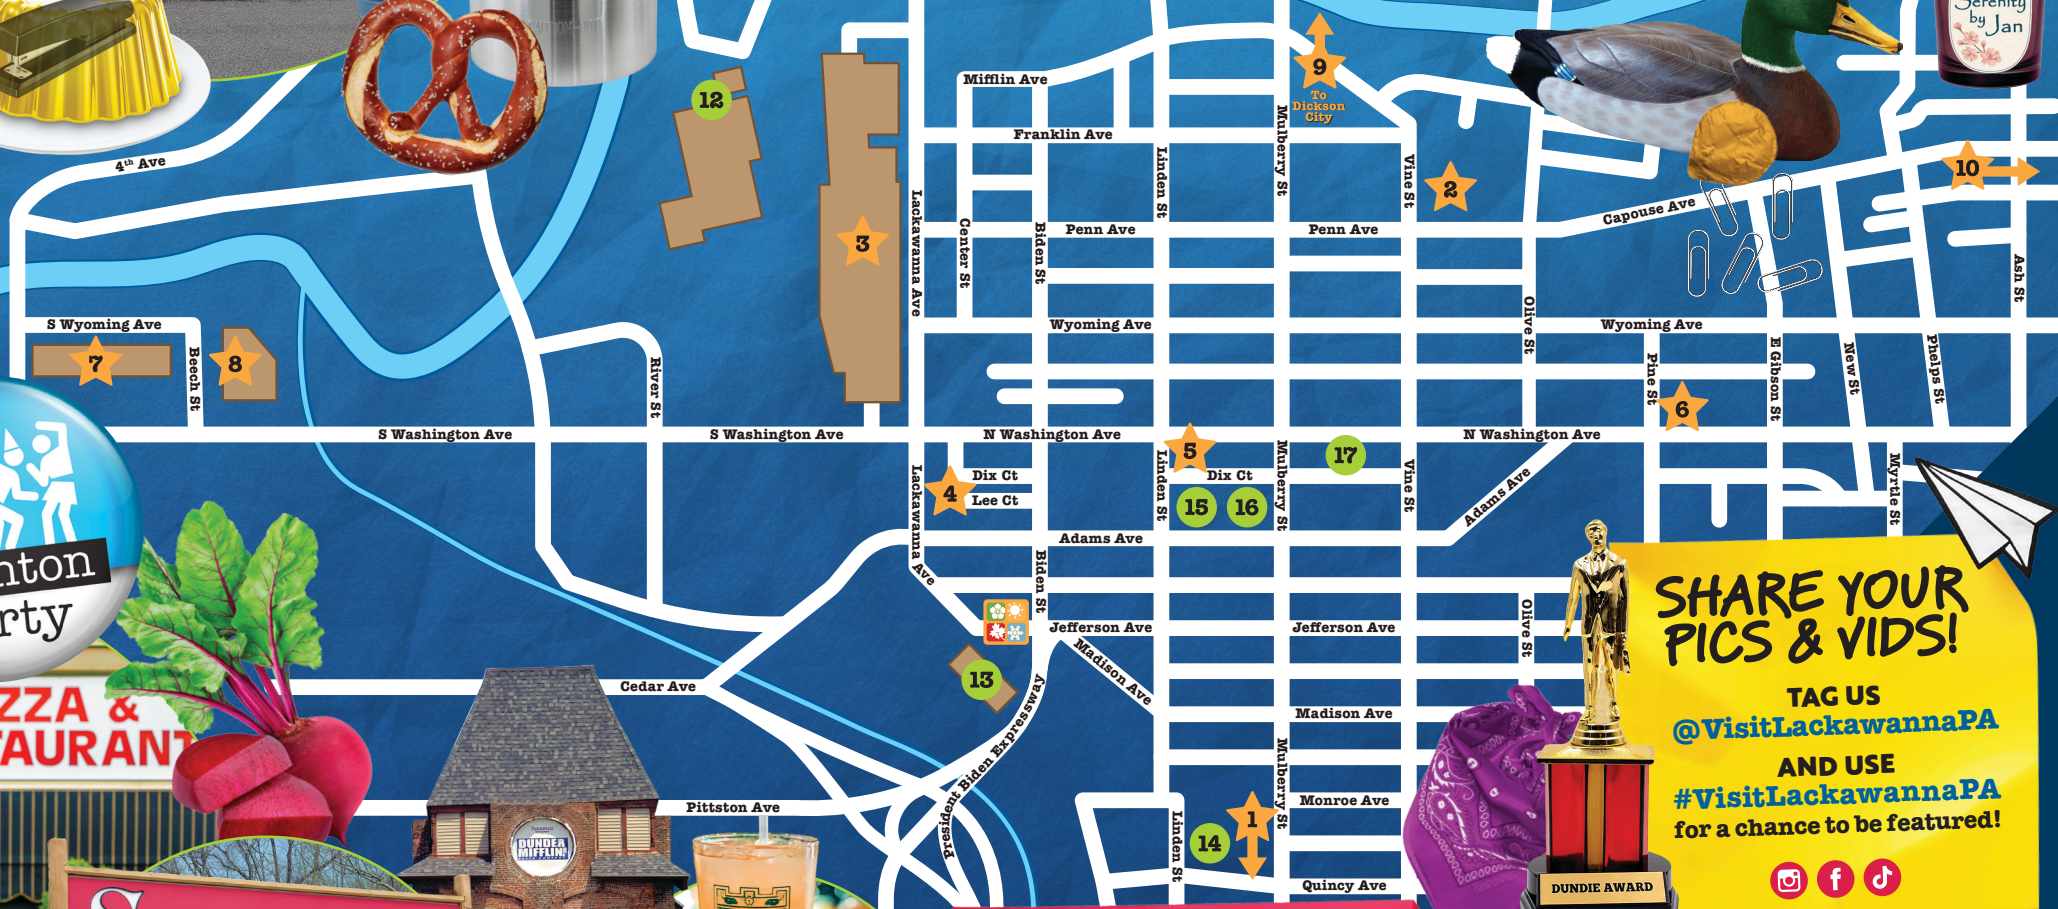 Serenity
by
Jan
9
To
Dickson
City
Mifflin Ave
12
Franklin Ave
4th Ave
Mulberry St
Linden St
Vine St
2
10
Lackawanna Ave
Capouse Ave
Center St
Biden St
Penn Ave
Penn Ave
3
Ash St
S Wyoming Ave
Wyoming Ave
Olive St
Wyoming Ave
7
Beech St
8
River St
Pine St
E Gibson St
New St
Phelps St
6
S Washington Ave
S Washington Ave
N Washington Ave
N Washington Ave
5
17
Dix Ct
Dix Ct
Lackawanna Ave
4
Lee Ct
Linden St
15
16
Mulberry St
Vine St
Adams Ave
Myrtle St
Adams Ave
Biden St
nton
rty
Jefferson Ave
Jefferson Ave
Olive St
SHARE YOUR
PICS & VIDS!
Madison Ave
13
Cedar Ave
Madison Ave
TAG US
@VisitLackawannaPA
AND USE
#VisitLackawannaPA
for a chance to be featured!
ZZA &
TAURANT
President Biden Expressway
Mulberry St
Pittston Ave
Monroe Ave
1
14
Linden St
DUNDER
MIFFLIN
Quincy Ave
DUNDIE AWARD
S